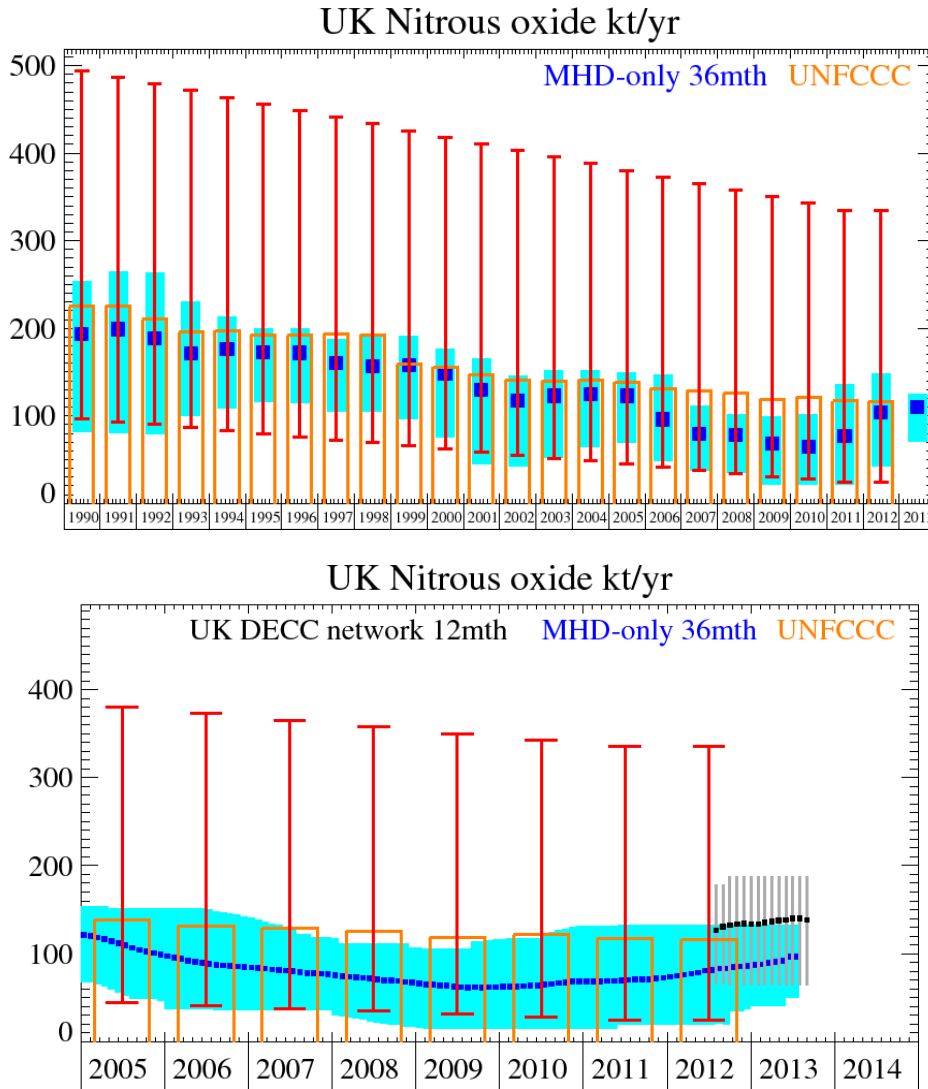 UK Nitrous oxide kt/yr
MHD-only 36mth UNFCCC
500
400
300
200
100
0
1990 1991 1992 1993 1994 1995 1996 1997 1998 1999 2000 2001 2002 2003 2004 2005 2006 2007 2008 2009 2010 2011 2012 2013
UK Nitrous oxide kt/yr
UK DECC network 12mth MHD-only 36mth UNFCCC
400
300
200
100
0
2005 2006 2007 2008 2009 2010 2011 2012 2013 2014